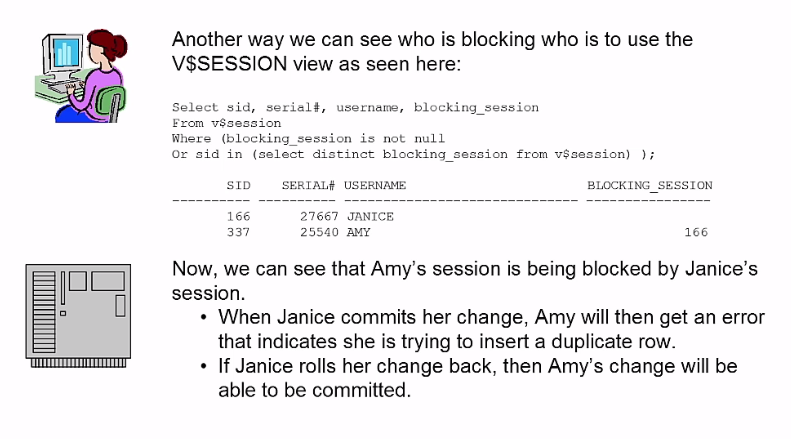 Another way we can see who is blocking who is to use the
V$SESSION view as seen here:
Select sid, serial#, username, blocking_session
From v$session
Where (blocking_session is not null
Or sid in (select distinct blocking_session from v$session) );
SID SERIAL# USERNAME BLOCKING_SESSION
---------- ---------- ------------------------------ ----------------
166 27667 JANICE
337 25540 AMY 166
Now, we can see that Amy's session is being blocked by Janice's
session.
• When Janice commits her change, Amy will then get an error
that indicates she is trying to insert a duplicate row.
• If Janice rolls her change back, then Amy's change will be
able to be committed.